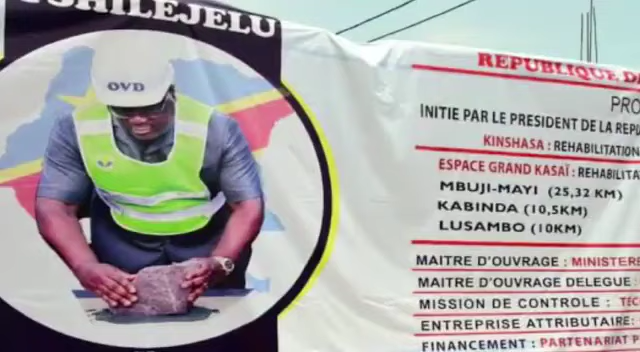 TSHILEJELU
OVD
REPUBLIQUE
PRO
INITIE PAR LE PRESIDENT DE LA REPU
KINSHASA : REHABILITATION
ESPACE GRAND KASAÏ : REHABILITA
MBUJI-MAYI (25,32 KM)
KABINDA (10,5KM)
LUSAMBO (10KM)
MAITRE D'OUVRAGE : MINISTERE
MAITRE D'OUVRAGE DELEGUE :
MISSION DE CONTROLE : TEC
ENTREPRISE ATTRIBUTAIRE:
FINANCEMENT : PARTENARIAT P